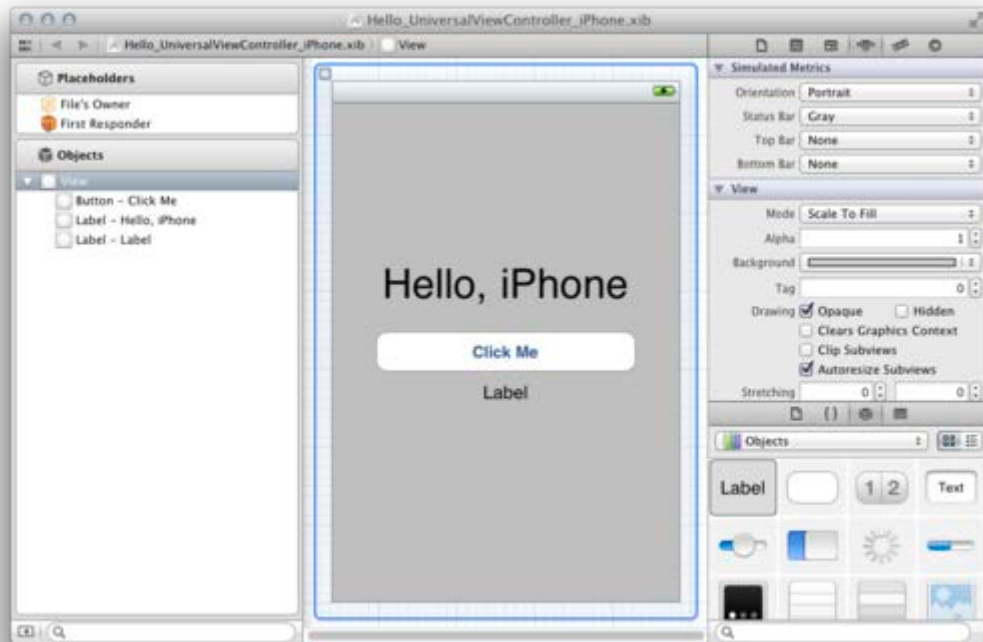 Hello_UniversalViewController_iPhone.xib
Hello_UniversalViewController_iPhone.xib View
Placeholders
File's Owner
First Responder
Objects
View
Button - Click Me
Label - Hello, iPhone
Label - Label
Hello, iPhone
Click Me
Label
Simulated Metrics
Orientation Portrait
Status Bar Gray
Top Bar None
Bottom Bar None
View
Mode Scale To Fill
Alpha 1
Background
Tag 0
Drawing Opaque Hidden
Clears Graphics Context
Clip Subviews
Autoresize Subviews
Stretching 0 0
{}
Objects
Label 1 2 Text